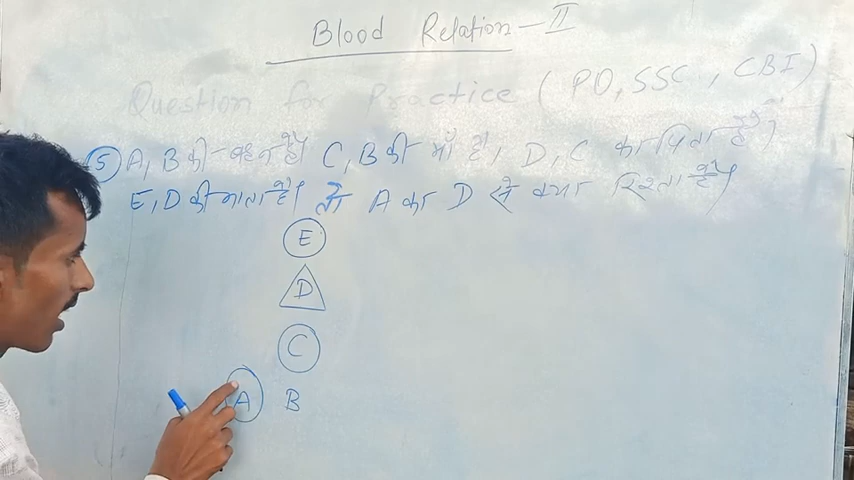 Blood Relation-II
Question for Practice (PO, SSC, CBI)
(5) A, B की बहन है। C, B की माँ है। D, C का पिता है।
E, D की माता है। तो A का D से क्या रिश्ता है।
E
D
C
A B